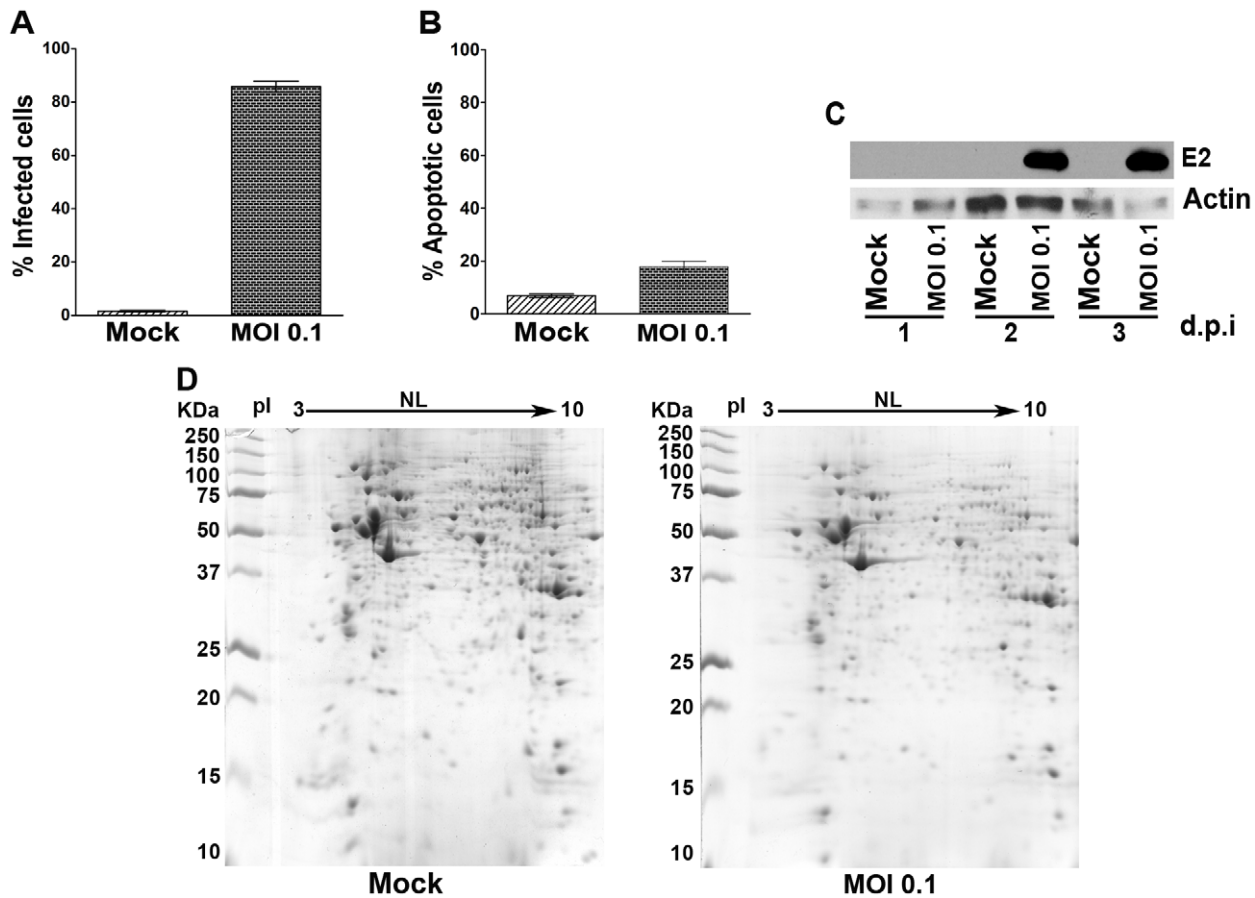 A
% Infected cells
100
80
60
40
20
0
Mock
MOI 0.1
B
% Apoptotic cells
100
80
60
40
20
0
Mock
MOI 0.1
C
E2
Actin
Mock
MOI 0.1
Mock
MOI 0.1
Mock
MOI 0.1
1
2
3
d.p.i
D
KDa
pI
3
NL
10
250
150
100
75
50
37
25
20
15
10
Mock
KDa
pI
3
NL
10
250
150
100
75
50
37
25
20
15
10
MOI 0.1